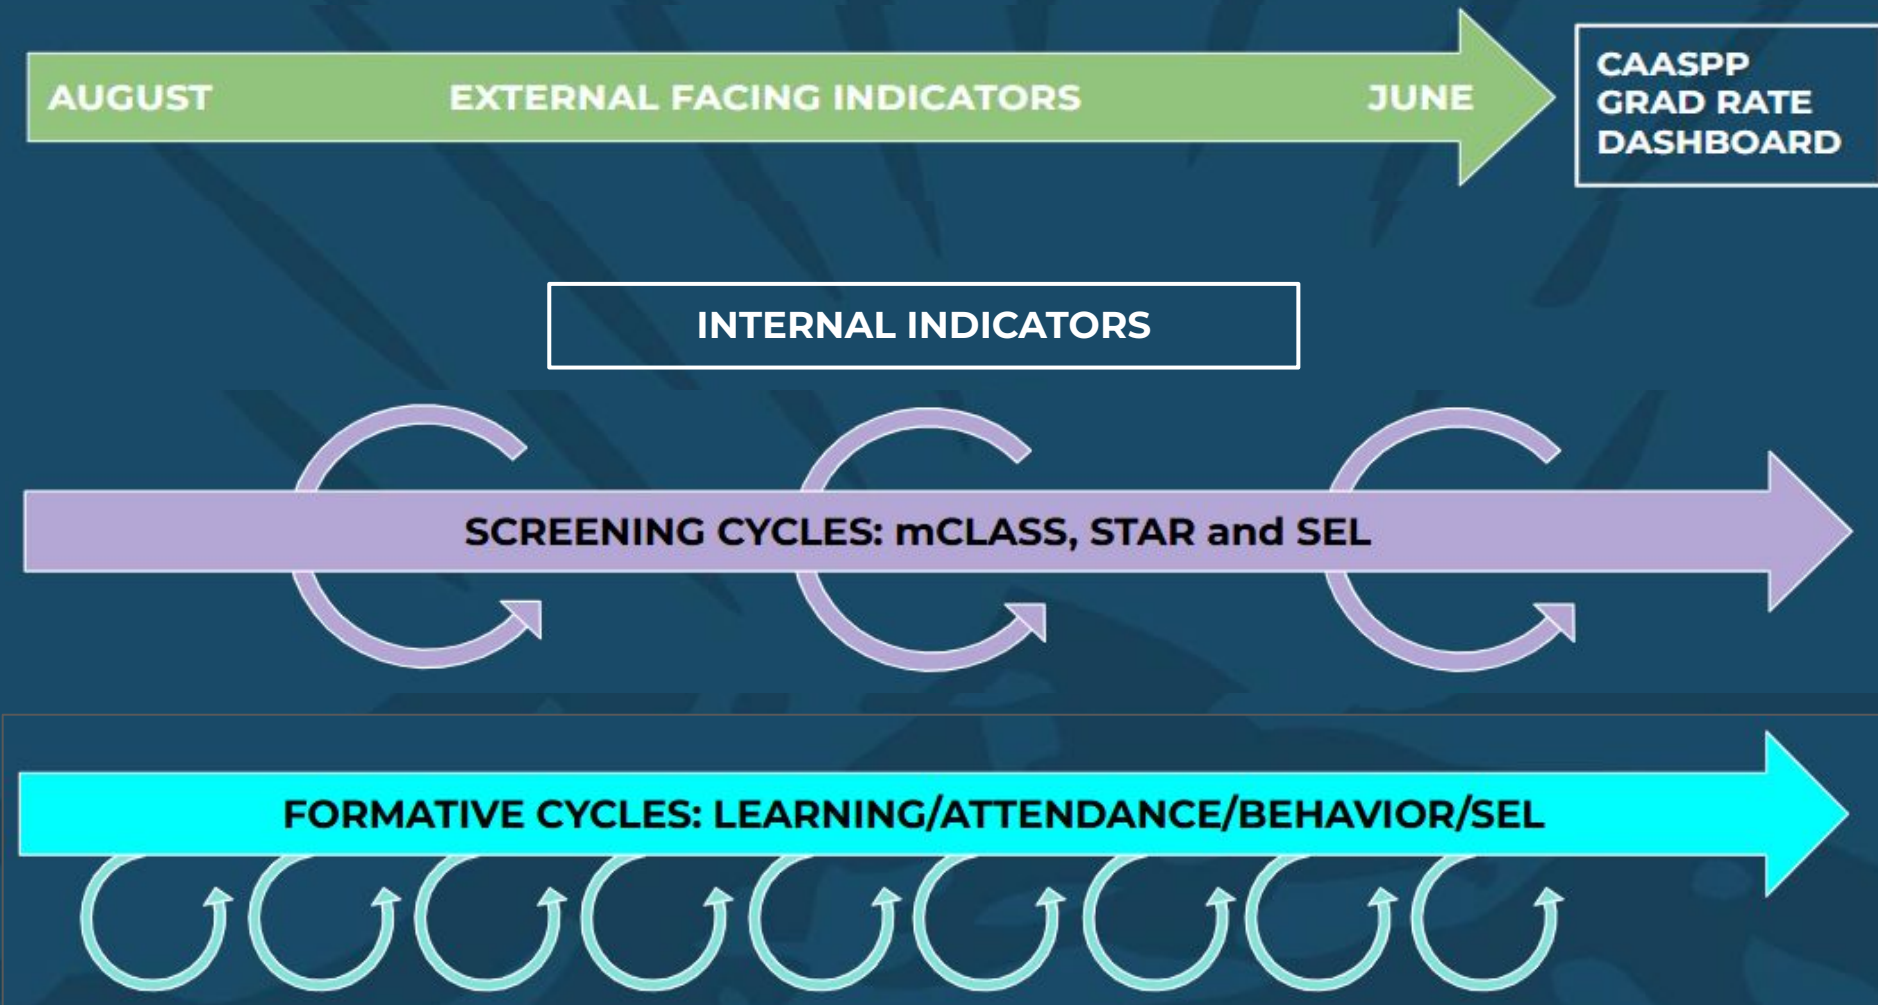 AUGUST EXTERNAL FACING INDICATORS JUNE
CAASPP
GRAD RATE
DASHBOARD
INTERNAL INDICATORS
SCREENING CYCLES: mCLASS, STAR and SEL
FORMATIVE CYCLES: LEARNING/ATTENDANCE/BEHAVIOR/SEL